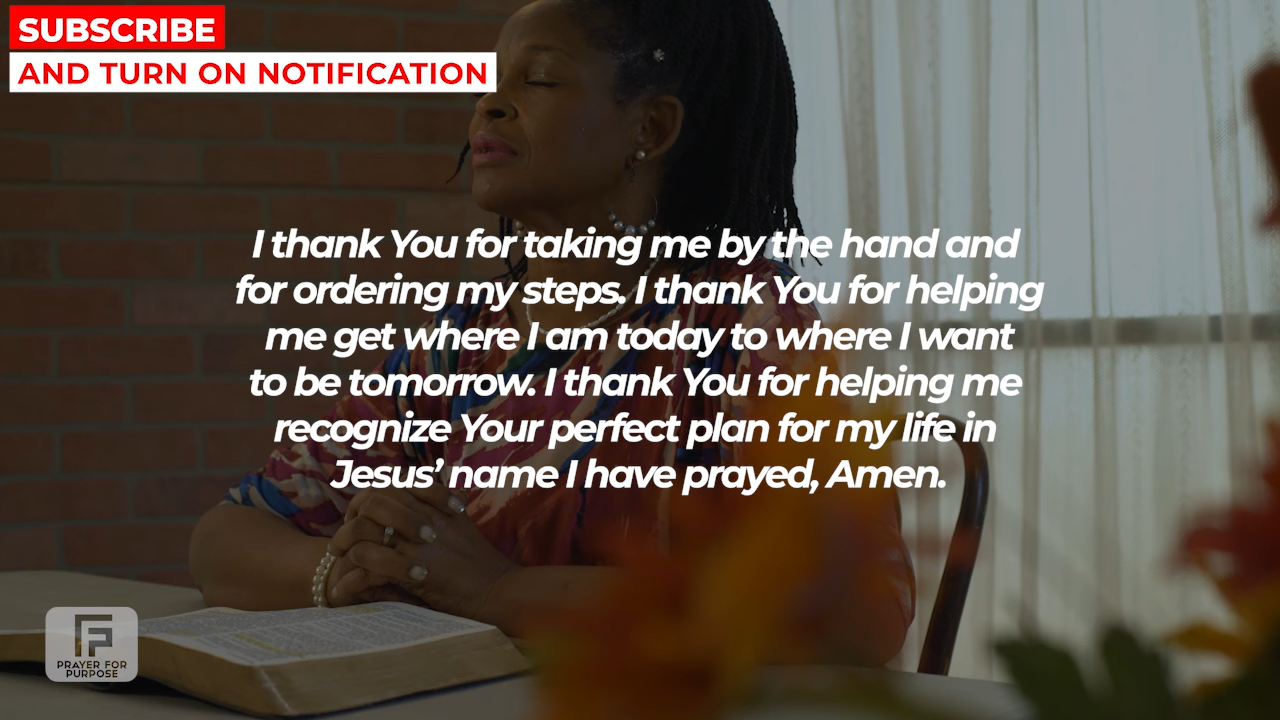 SUBSCRIBE
AND TURN ON NOTIFICATION
I thank You for taking me by the hand and
for ordering my steps. I thank You for helping
me get where I am today to where I want
to be tomorrow. I thank You for helping me
recognize Your perfect plan for my life in
Jesus’ name I have prayed, Amen.
PRAYER FOR
PURPOSE